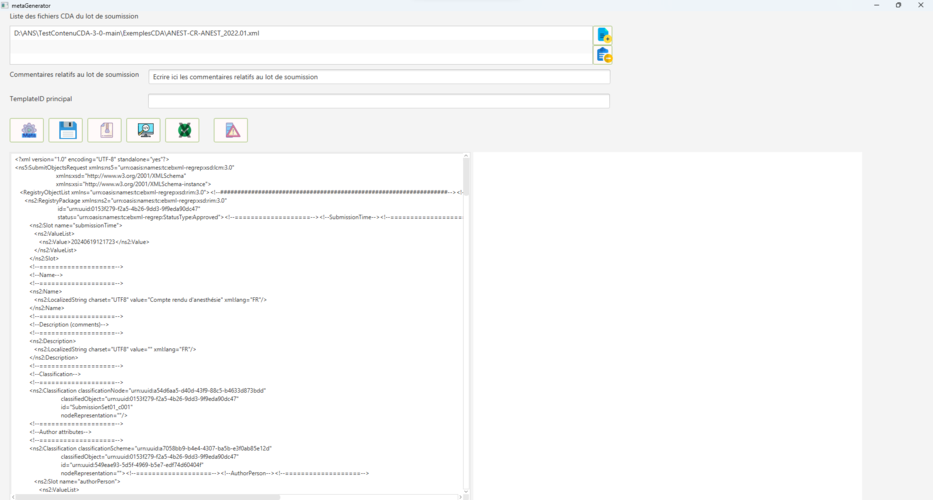 metaGenerator
Liste des fichiers CDA du lot de soumission
D:\ANS\TestContenuCDA-3-0-main\ExemplesCDA\ANEST-CR-ANEST_2022.01.xml
Commentaires relatifs au lot de soumission
Ecrire ici les commentaires relatifs au lot de soumission
TemplateID principal
<?xml version="1.0" encoding="UTF-8" standalone="yes"?>
<ns5:SubmitObjectsRequest xmlns:ns5="urn:oasis:names:tc:ebxml-regrep:xsd:lcm:3.0"
xmlns:xsd="http://www.w3.org/2001/XMLSchema"
xmlns:xsi="http://www.w3.org/2001/XMLSchema-instance">
<RegistryObjectList xmlns="urn:oasis:names:tc:ebxml-regrep:xsd:rim:3.0"> <!--######################################################################--> <!-
<ns2:RegistryPackage xmlns:ns2="urn:oasis:names:tc:ebxml-regrep:xsd:rim:3.0"
id="urn:uuid:0153f279-f2a5-4b26-9dd3-9f9eda90dc47"
status="urn:oasis:names:tc:ebxml-regrep:StatusType:Approved"> <!--===================--> <!--SubmissionTime--> <!--===================
<ns2:Slot name="submissionTime">
<ns2:ValueList>
<ns2:Value>20240619121723</ns2:Value>
</ns2:ValueList>
</ns2:Slot>
<!--===================-->
<!--Name-->
<!--===================-->
<ns2:Name>
<ns2:LocalizedString charset="UTF8" value="Compte rendu d'anesthésie" xml:lang="FR"/>
</ns2:Name>
<!--===================-->
<!--Description (comments)-->
<!--===================-->
<ns2:Description>
<ns2:LocalizedString charset="UTF8" value="" xml:lang="FR"/>
</ns2:Description>
<!--===================-->
<!--Classification-->
<!--===================-->
<ns2:Classification classificationNode="urn:uuid:a54d6aa5-d40d-43f9-88c5-b4633d873bdd"
classifiedObject="urn:uuid:0153f279-f2a5-4b26-9dd3-9f9eda90dc47"
id="SubmissionSet01_c001"
nodeRepresentation=""/>
<!--===================-->
<!--Author attributes-->
<!--===================-->
<ns2:Classification classificationScheme="urn:uuid:a7058bb9-b4e4-4307-ba5b-e3f0ab85e12d"
classifiedObject="urn:uuid:0153f279-f2a5-4b26-9dd3-9f9eda90dc47"
id="urn:uuid:549eae93-5d5f-4969-b5e7-edf74d60404f"
nodeRepresentation=""> <!--===================--> <!--AuthorPerson--> <!--===================-->
<ns2:Slot name="authorPerson">
<ns2:ValueList>